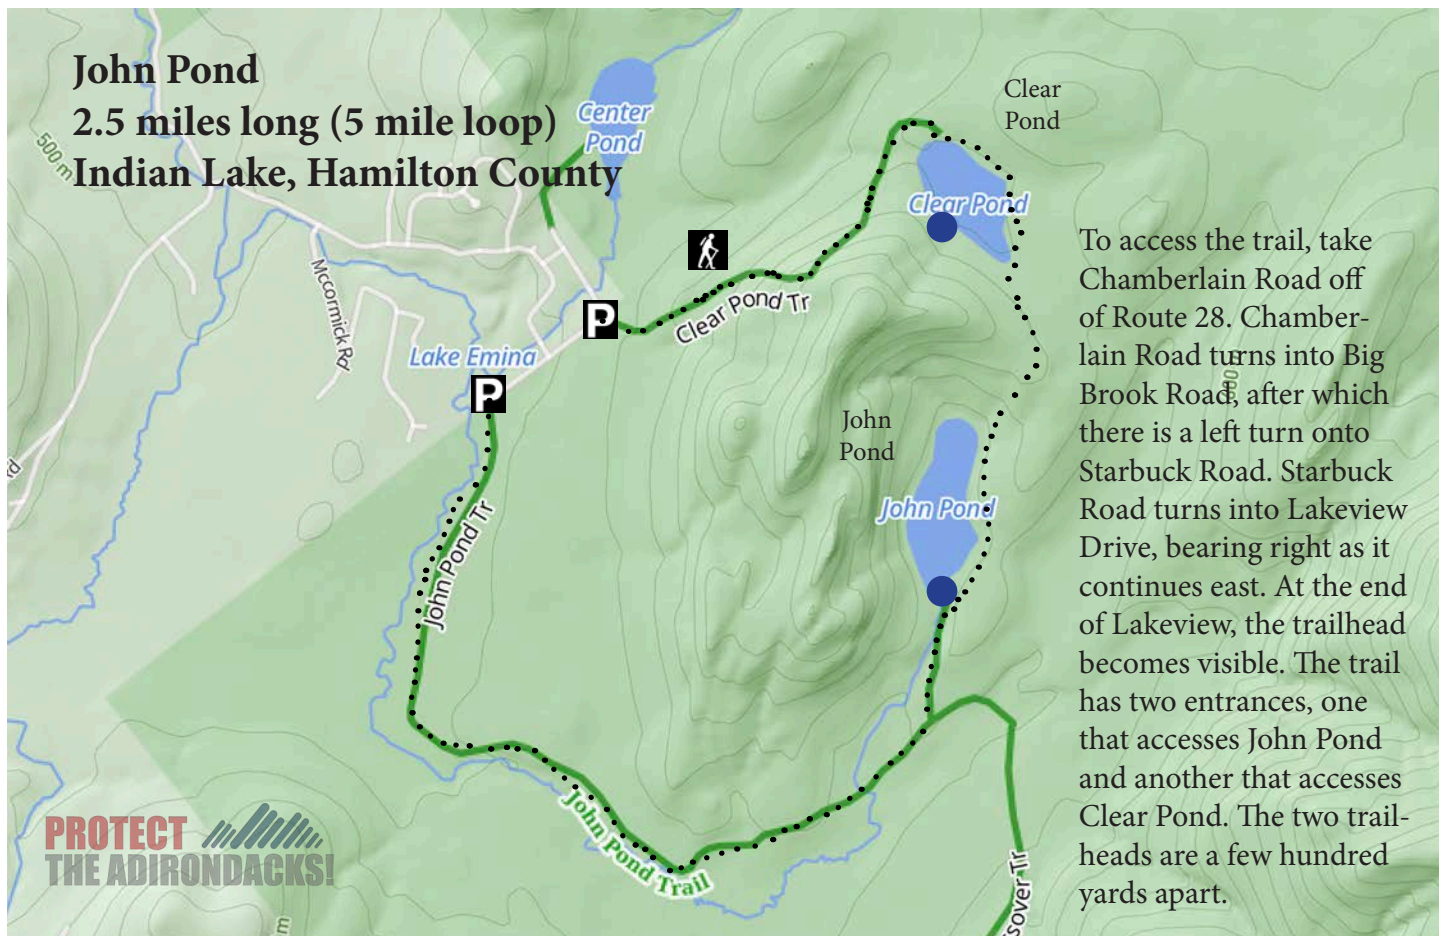 John Pond
2.5 miles long (5 mile loop)
Indian Lake, Hamilton County
500 m
Center
Pond
Clear
Pond
Clear Pond
P
Clear Pond Tr
Mccormick Rd
Lake Emina
P
John
Pond
John Pond
John Pond Tr
rd
John Pond Trail
sover Tr
m
PROTECT
THE ADIRONDACKS!
To access the trail, take
Chamberlain Road off
of Route 28. Chamber-
lain Road turns into Big
Brook Road, after which
there is a left turn onto
Starbuck Road. Starbuck
Road turns into Lakeview
Drive, bearing right as it
continues east. At the end
of Lakeview, the trailhead
becomes visible. The trail
has two entrances, one
that accesses John Pond
and another that accesses
Clear Pond. The two trail-
heads are a few hundred
yards apart.